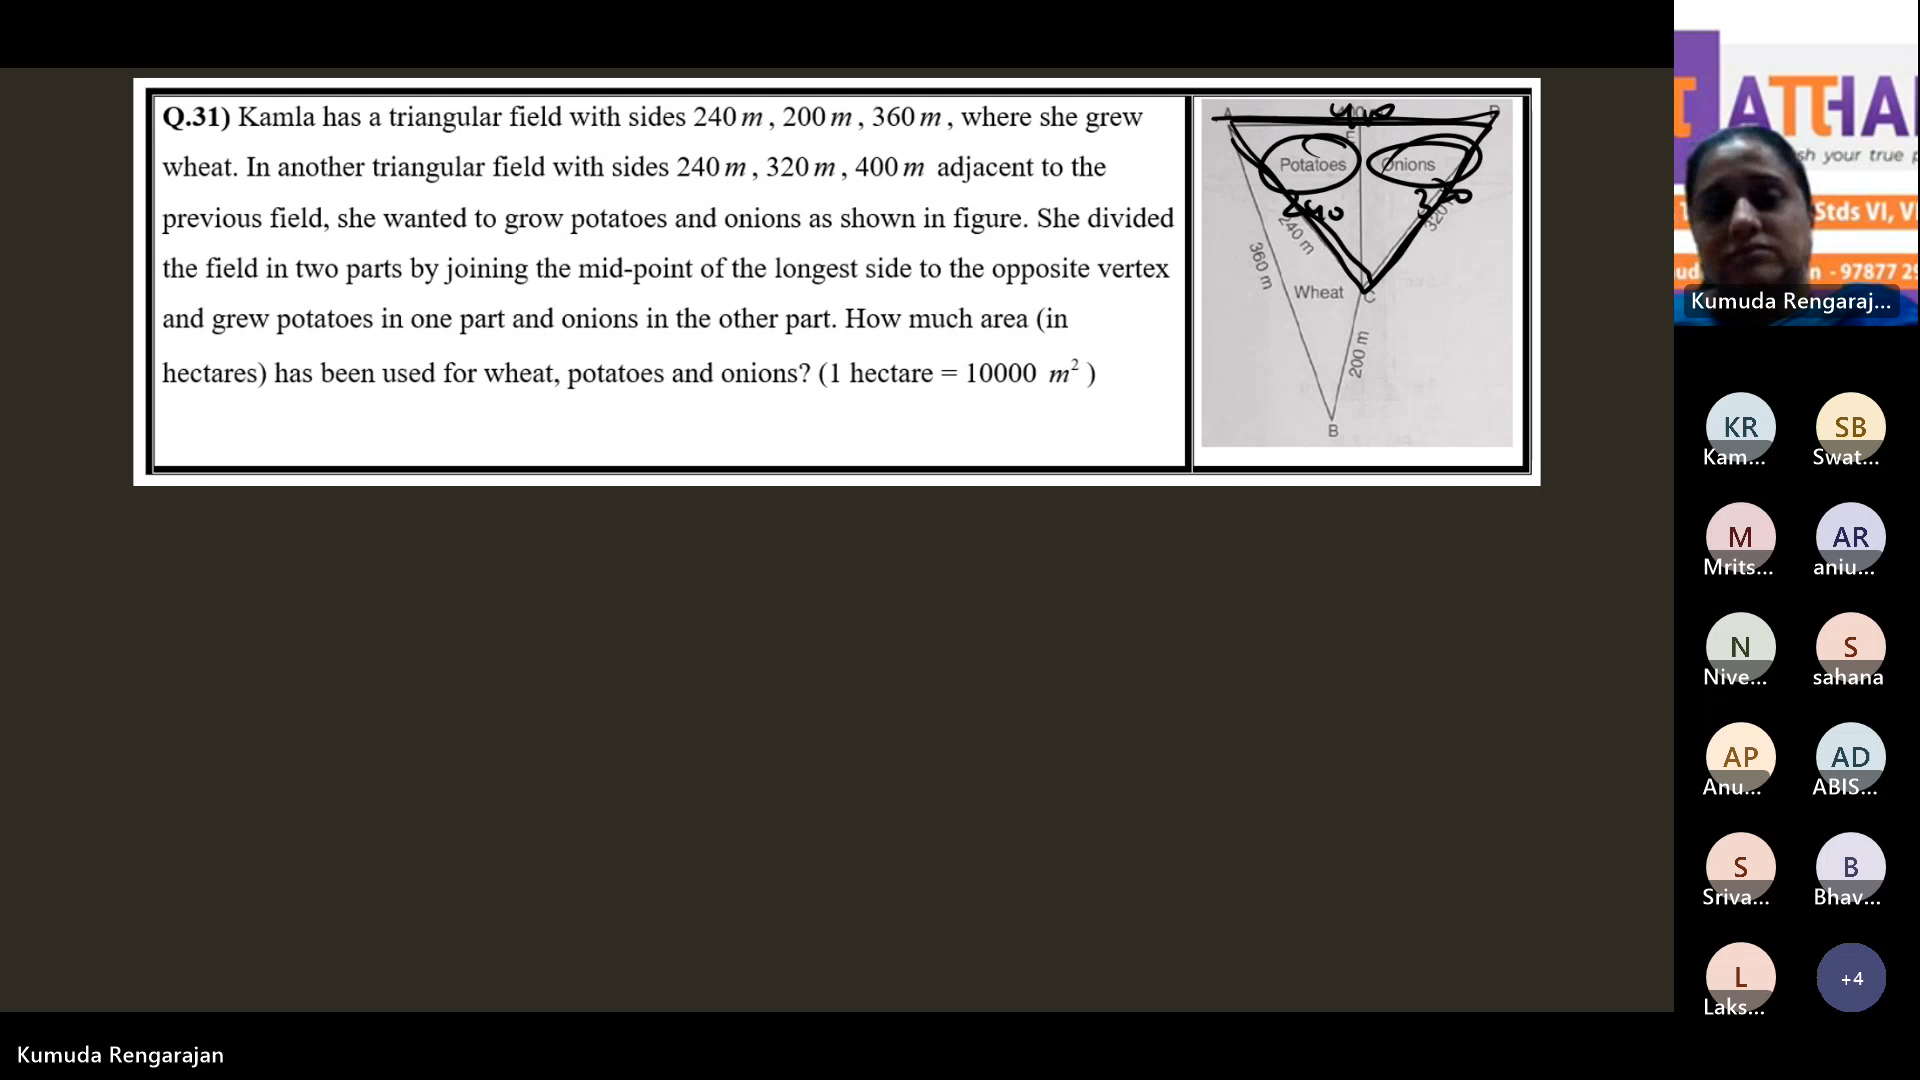 Q.31) Kamla has a triangular field with sides 240 m , 200 m , 360 m , where she grew
wheat. In another triangular field with sides 240 m , 320 m , 400 m adjacent to the
previous field, she wanted to grow potatoes and onions as shown in figure. She divided
the field in two parts by joining the mid-point of the longest side to the opposite vertex
and grew potatoes in one part and onions in the other part. How much area (in
hectares) has been used for wheat, potatoes and onions? (1 hectare = 10000 m² )
A
400
E
Potatoes
Onions
240
320
240 m
320
360 m
Wheat
C
200 m
B
ATTHA
sh your true p
Stds VI, VI
n - 97877 29
Kumuda Rengaraj...
KR
Kam...
SB
Swat...
M
Mrits...
AR
aniu...
N
Nive...
S
sahana
AP
Anu...
AD
ABIS...
S
Sriva...
B
Bhav...
L
Laks...
+4
Kumuda Rengarajan